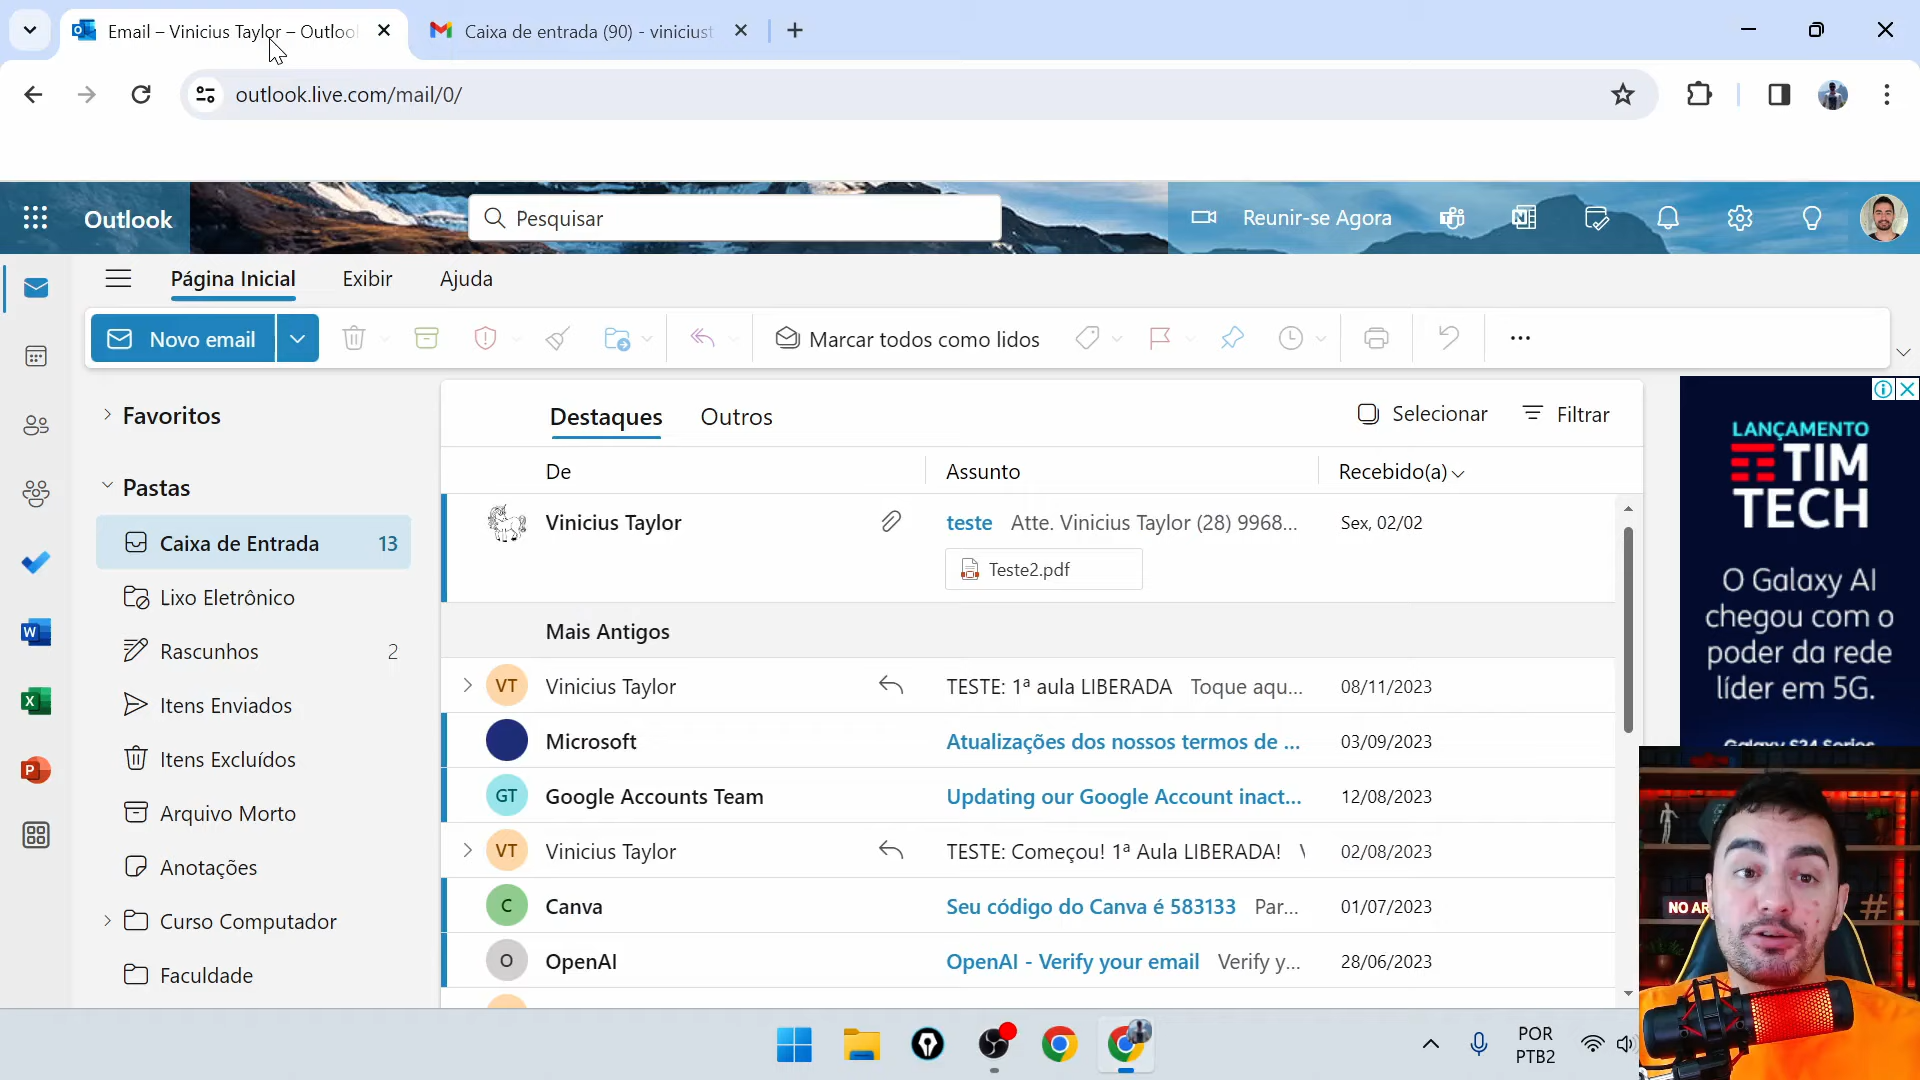 Email – Vinicius Taylor – Outloo
Caixa de entrada (90) - viniciust
outlook.live.com/mail/0/
Outlook
Pesquisar
Reunir-se Agora
Página Inicial
Exibir
Ajuda
Novo email
Marcar todos como lidos
Favoritos
Pastas
Caixa de Entrada 13
Lixo Eletrônico
Rascunhos 2
Itens Enviados
Itens Excluídos
Arquivo Morto
Anotações
Curso Computador
Faculdade
Destaques
Outros
Selecionar
Filtrar
De
Assunto
Recebido(a)
Vinicius Taylor teste Atte. Vinicius Taylor (28) 9968... Sex, 02/02
Teste2.pdf
Mais Antigos
VT Vinicius Taylor TESTE: 1ª aula LIBERADA Toque aqu... 08/11/2023
Microsoft Atualizações dos nossos termos de ... 03/09/2023
GT Google Accounts Team Updating our Google Account inact... 12/08/2023
VT Vinicius Taylor TESTE: Começou! 1ª Aula LIBERADA! 02/08/2023
C Canva Seu código do Canva é 583133 Par... 01/07/2023
O OpenAI OpenAI - Verify your email Verify y... 28/06/2023
LANÇAMENTO
TIM
TECH
O Galaxy AI
chegou com o
poder da rede
líder em 5G.
Galaxy S24 Series
NO AR
#
POR
PTB2